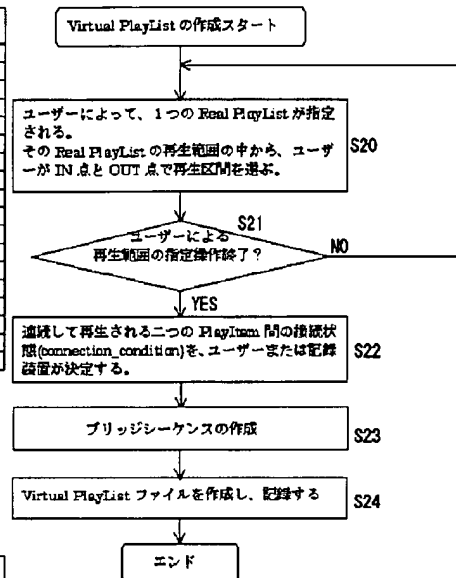 Virtual PlayList の作成スタート
ユーザーによって、1つの Real PlayList が指定
される。
その Real PlayList の再生範囲の中から、ユーザ
ーが IN 点と OUT 点で再生区間を選ぶ。
S20
S21
ユーザーによる
再生範囲の指定操作終了？
NO
YES
連続して再生される二つの PlayItem 間の接続状
態(connection_condition)を、ユーザーまたは記録
装置が決定する。
S22
ブリッジシーケンスの作成
S23
Virtual PlayList ファイルを作成し、記録する
S24
エンド